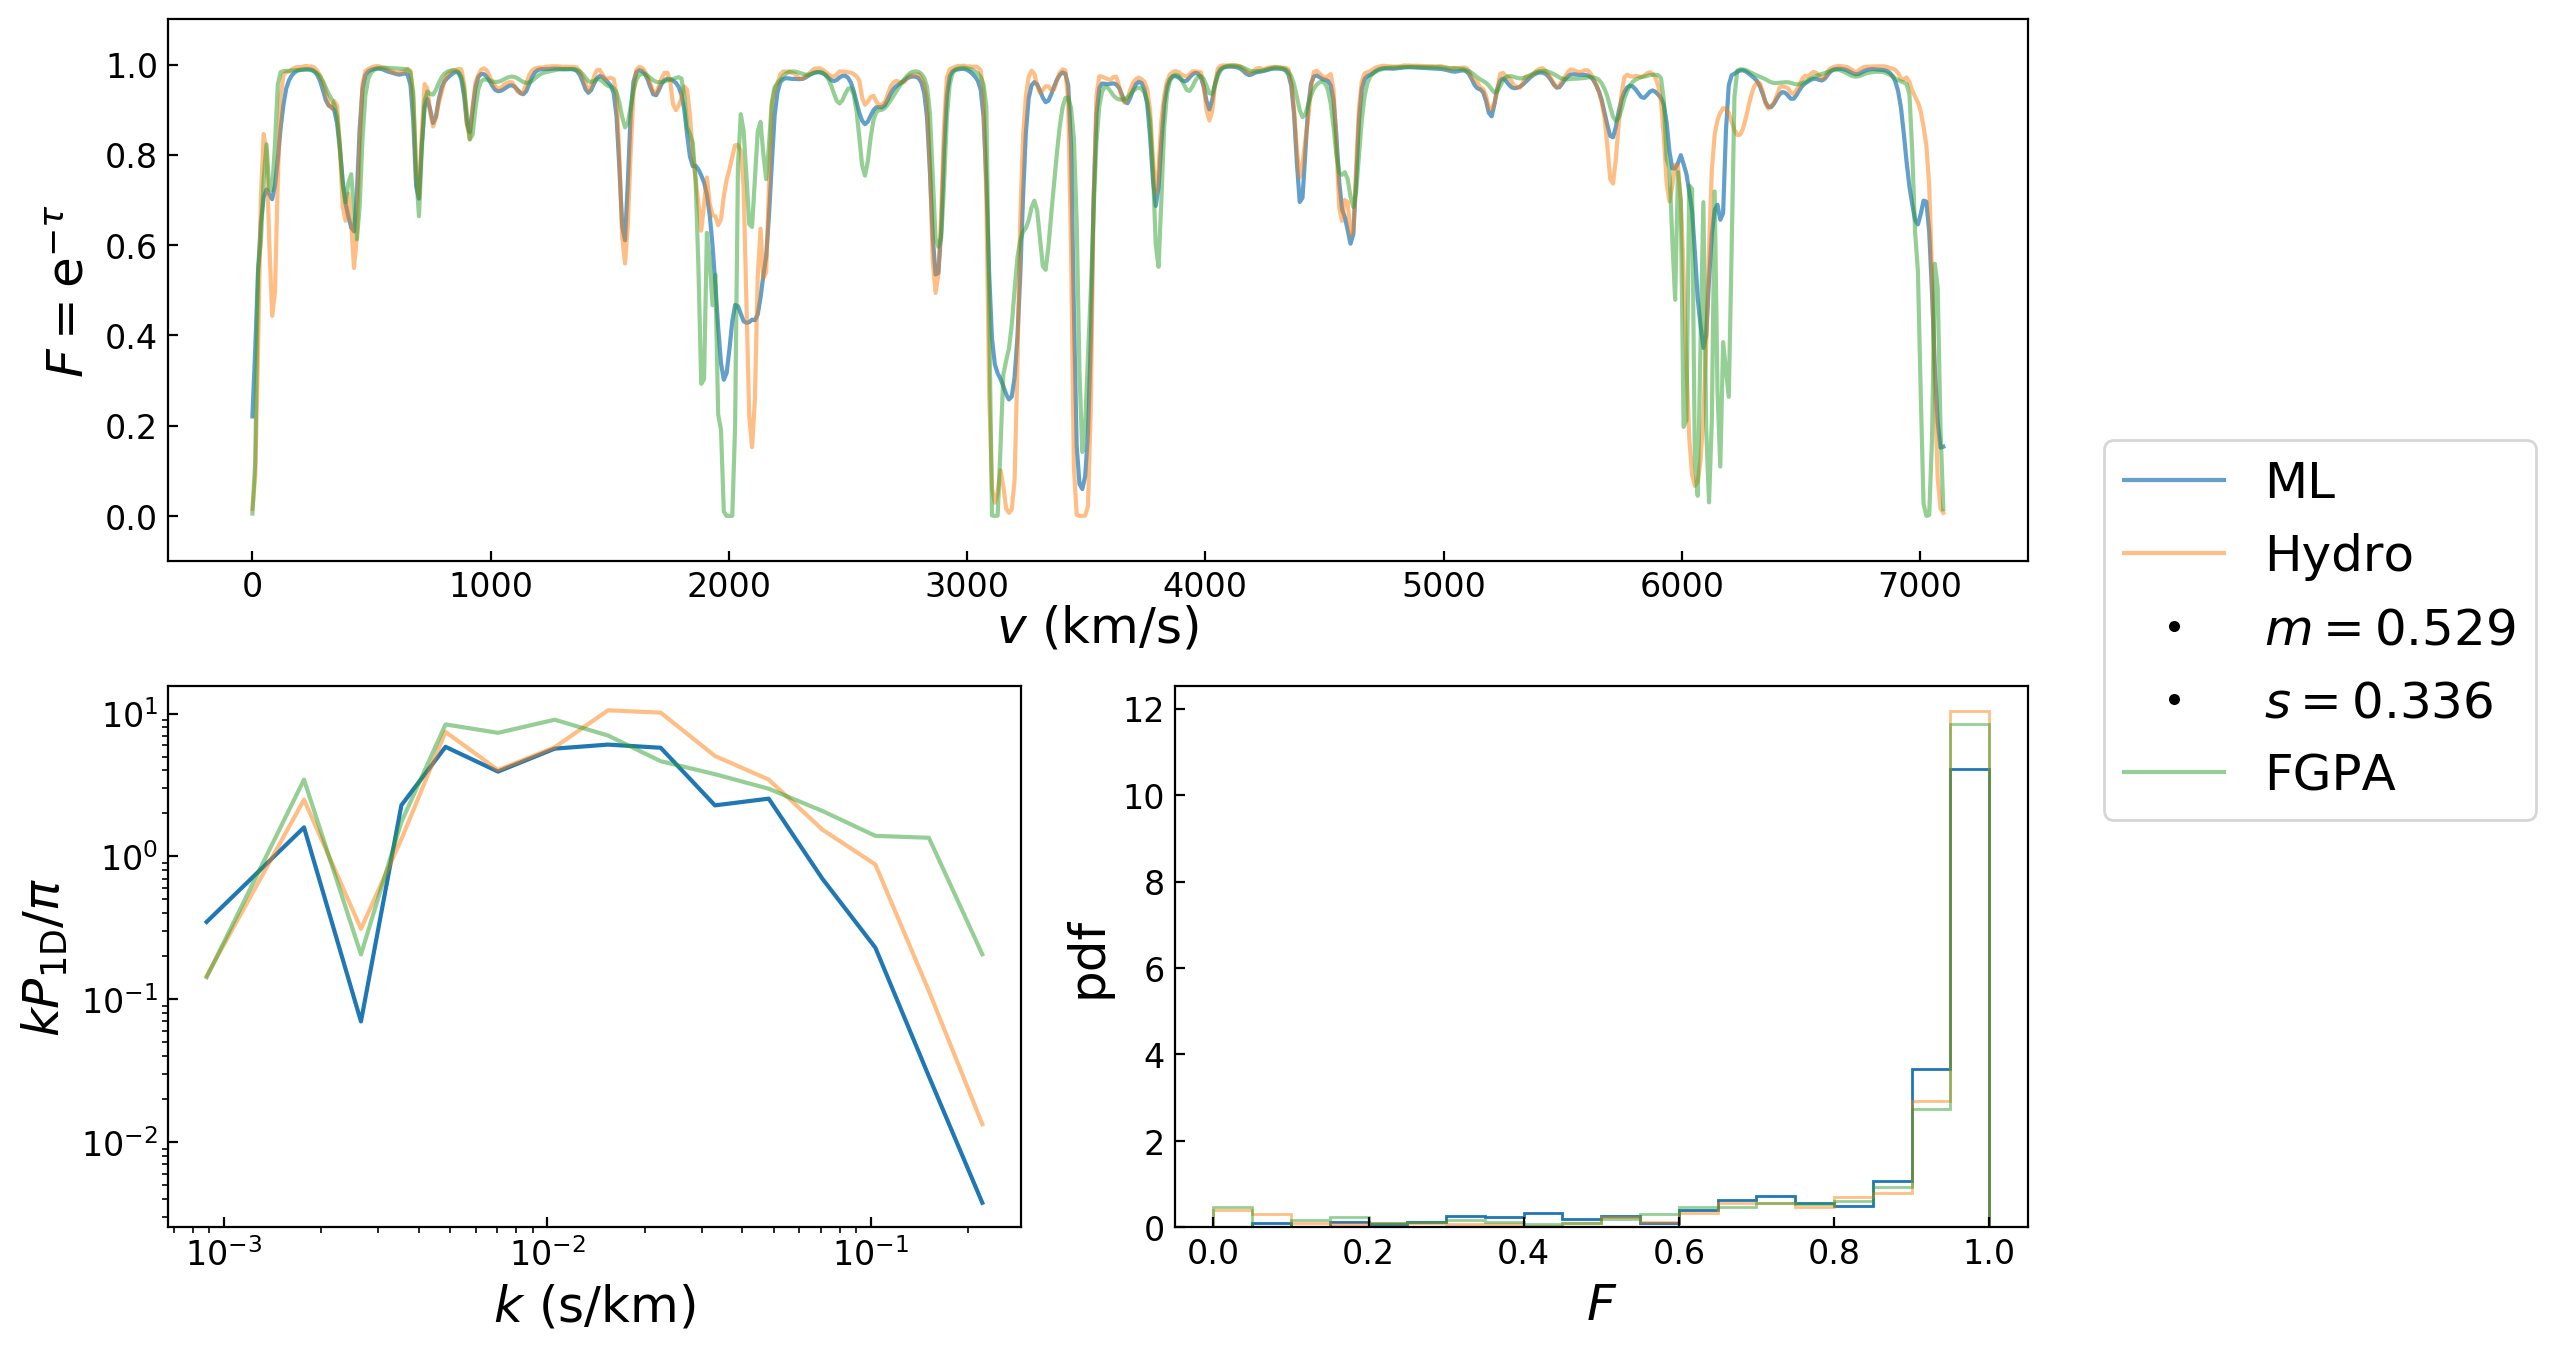 F = e^{−τ}
1.0
0.8
0.6
0.4
0.2
0.0
0 1000 2000 3000 4000 5000 6000 7000
v (km/s)
ML
Hydro
m = 0.529
s = 0.336
FGPA
kP_{1D}/π
10^1
10^0
10^{−1}
10^{−2}
10^{−3} 10^{−2} 10^{−1}
k (s/km)
pdf
12
10
8
6
4
2
0
0.0 0.2 0.4 0.6 0.8 1.0
F